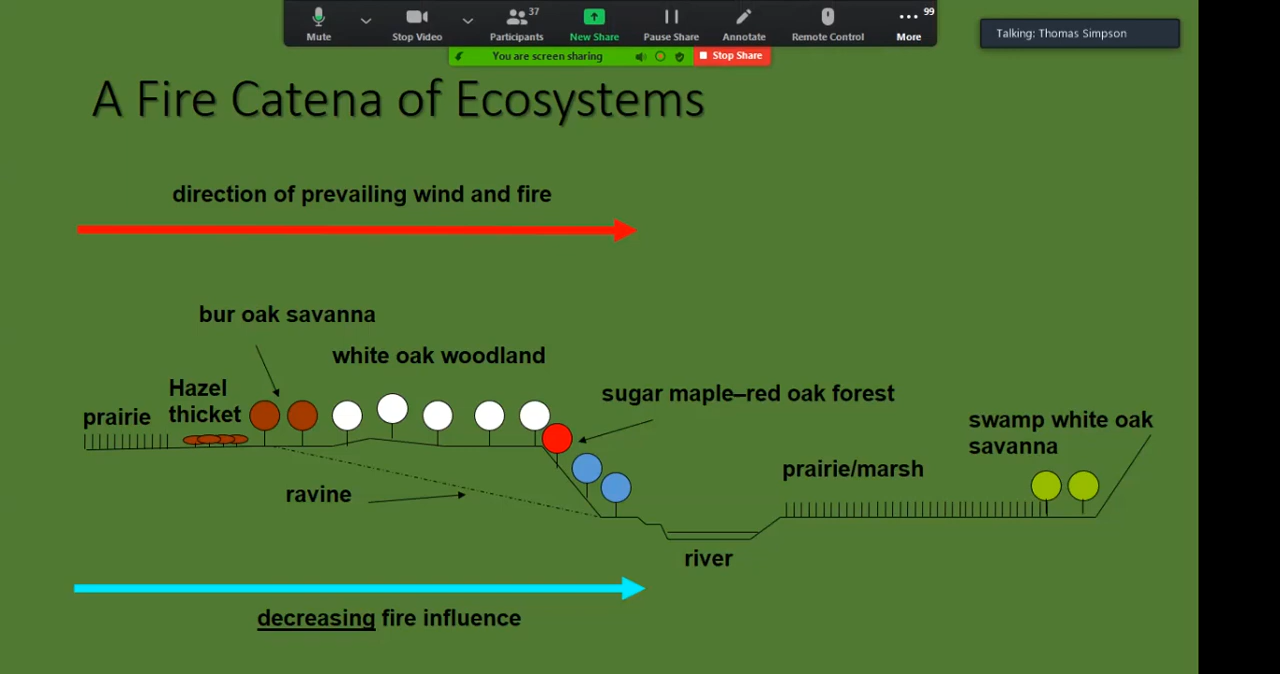 37
99
Mute
Stop Video
Participants
New Share
Pause Share
Annotate
Remote Control
More
Talking: Thomas Simpson
You are screen sharing
Stop Share
A Fire Catena of Ecosystems
direction of prevailing wind and fire
bur oak savanna
white oak woodland
Hazel
thicket
prairie
sugar maple–red oak forest
swamp white oak
savanna
prairie/marsh
ravine
river
decreasing fire influence